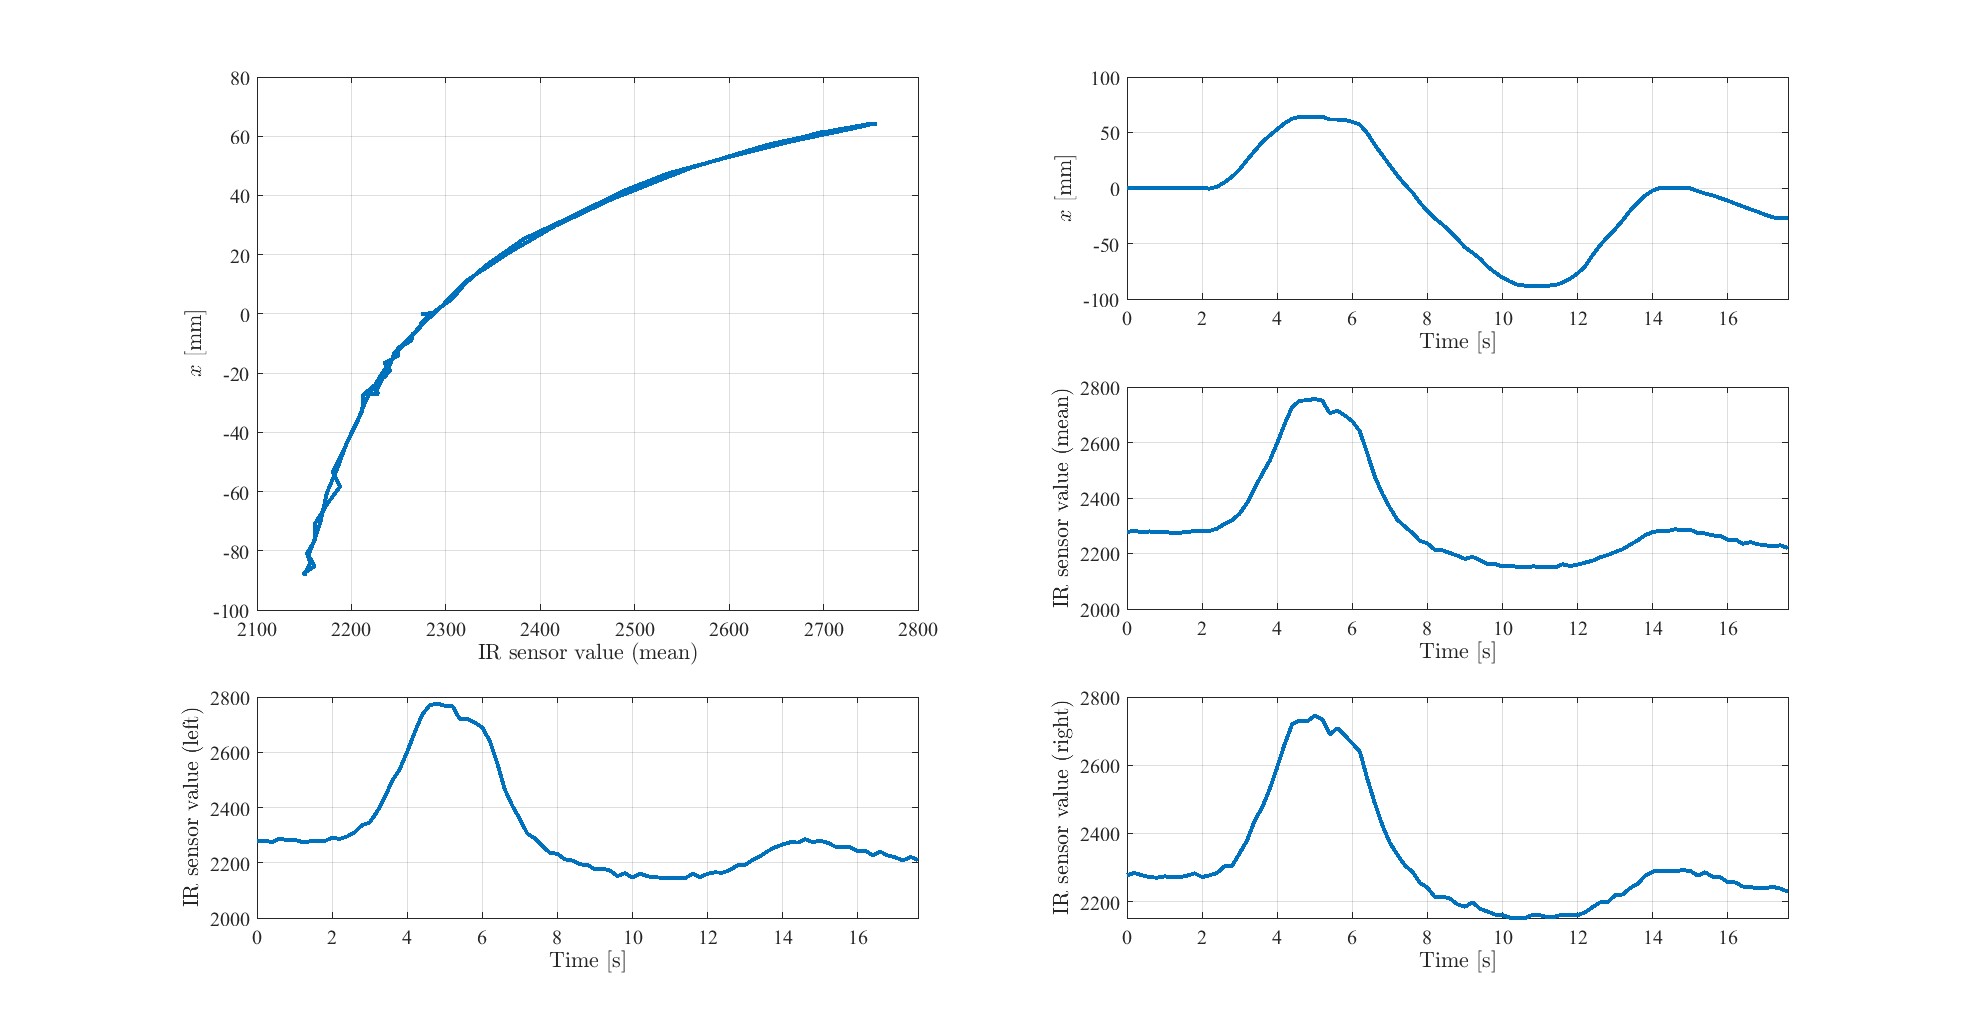 80
60
40
20
0
-20
-40
-60
-80
-100
x [mm]
2100 2200 2300 2400 2500 2600 2700 2800
IR sensor value (mean)
100
50
0
-50
-100
x [mm]
0 2 4 6 8 10 12 14 16
Time [s]
2800
2600
2400
2200
2000
IR sensor value (mean)
0 2 4 6 8 10 12 14 16
Time [s]
2800
2600
2400
2200
2000
IR sensor value (left)
0 2 4 6 8 10 12 14 16
Time [s]
2800
2600
2400
2200
IR sensor value (right)
0 2 4 6 8 10 12 14 16
Time [s]